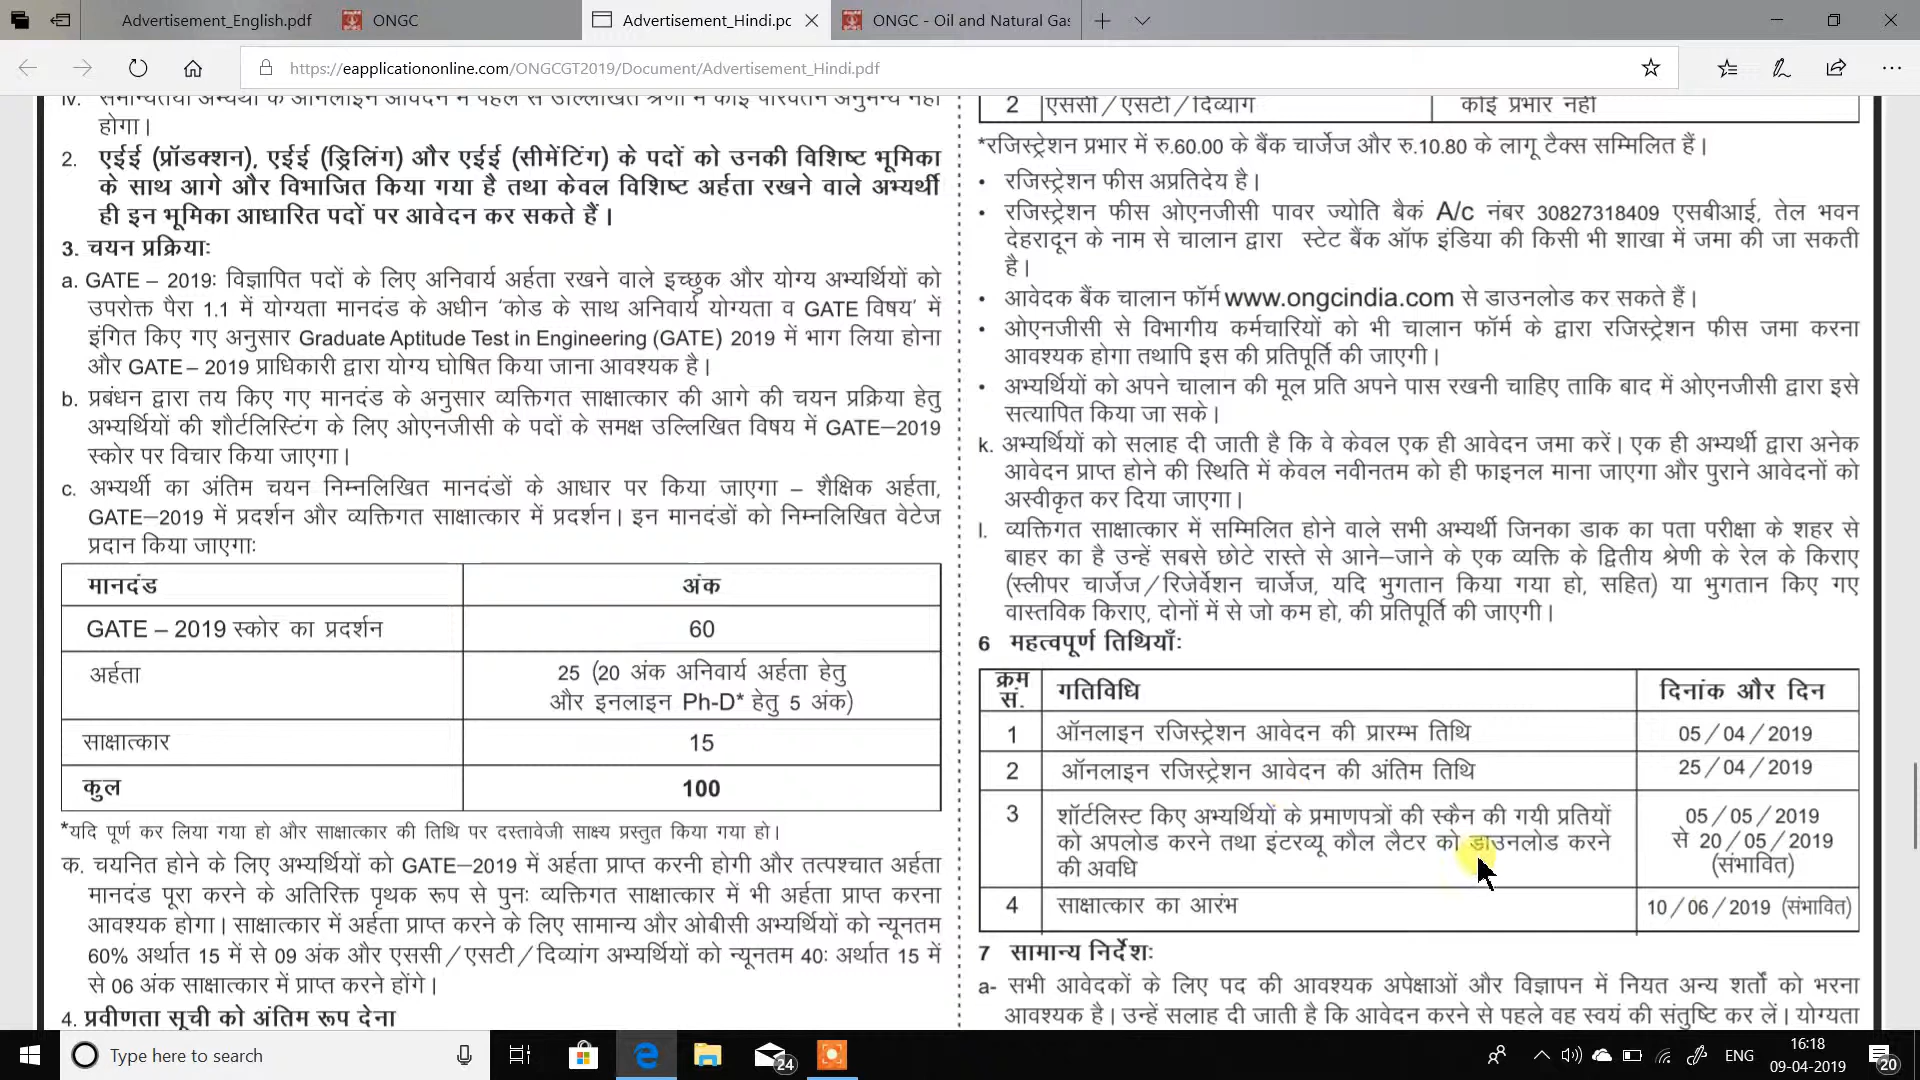 Advertisement_English.pdf
ONGC
Advertisement_Hindi.pc
ONGC - Oil and Natural Gas
https://eapplicationonline.com/ONGCGT2019/Document/Advertisement_Hindi.pdf
iv. सामान्यतया अभ्यर्थी के ऑनलाइन आवेदन में पहले से उल्लिखित श्रेणी में कोई परिवर्तन अनुमन्य नहीं
होगा।
2. एईई (प्रॉडक्शन), एईई (ड्रिलिंग) और एईई (सीमेंटिंग) के पदों को उनकी विशिष्ट भूमिका
के साथ आगे और विभाजित किया गया है तथा केवल विशिष्ट अर्हता रखने वाले अभ्यर्थी
ही इन भूमिका आधारित पदों पर आवेदन कर सकते हैं।
3. चयन प्रक्रियाः
a. GATE – 2019: विज्ञापित पदों के लिए अनिवार्य अर्हता रखने वाले इच्छुक और योग्य अभ्यर्थियों को
उपरोक्त पैरा 1.1 में योग्यता मानदंड के अधीन ‘कोड के साथ अनिवार्य योग्यता व GATE विषय’ में
इंगित किए गए अनुसार Graduate Aptitude Test in Engineering (GATE) 2019 में भाग लिया होना
और GATE – 2019 प्राधिकारी द्वारा योग्य घोषित किया जाना आवश्यक है।
b. प्रबंधन द्वारा तय किए गए मानदंड के अनुसार व्यक्तिगत साक्षात्कार की आगे की चयन प्रक्रिया हेतु
अभ्यर्थियों की शौर्टलिस्टिंग के लिए ओएनजीसी के पदों के समक्ष उल्लिखित विषय में GATE–2019
स्कोर पर विचार किया जाएगा।
c. अभ्यर्थी का अंतिम चयन निम्नलिखित मानदंडों के आधार पर किया जाएगा – शैक्षिक अर्हता,
GATE–2019 में प्रदर्शन और व्यक्तिगत साक्षात्कार में प्रदर्शन। इन मानदंडों को निम्नलिखित वेटेज
प्रदान किया जाएगाः
मानदंड अंक
GATE – 2019 स्कोर का प्रदर्शन 60
अर्हता 25 (20 अंक अनिवार्य अर्हता हेतु
और इनलाइन Ph-D* हेतु 5 अंक)
साक्षात्कार 15
कुल 100
*यदि पूर्ण कर लिया गया हो और साक्षात्कार की तिथि पर दस्तावेजी साक्ष्य प्रस्तुत किया गया हो।
क. चयनित होने के लिए अभ्यर्थियों को GATE–2019 में अर्हता प्राप्त करनी होगी और तत्पश्चात अर्हता
मानदंड पूरा करने के अतिरिक्त पृथक रूप से पुनः व्यक्तिगत साक्षात्कार में भी अर्हता प्राप्त करना
आवश्यक होगा। साक्षात्कार में अर्हता प्राप्त करने के लिए सामान्य और ओबीसी अभ्यर्थियों को न्यूनतम
60% अर्थात 15 में से 09 अंक और एससी/एसटी/दिव्यांग अभ्यर्थियों को न्यूनतम 40: अर्थात 15 में
से 06 अंक साक्षात्कार में प्राप्त करने होंगे।
4. प्रवीणता सूची को अंतिम रूप देना
2 एससी/एसटी/दिव्यांग कोई प्रभार नहीं
*रजिस्ट्रेशन प्रभार में रु.60.00 के बैंक चार्जेज और रु.10.80 के लागू टैक्स सम्मिलित हैं।
• रजिस्ट्रेशन फीस अप्रतिदेय है।
• रजिस्ट्रेशन फीस ओएनजीसी पावर ज्योति बैकं A/c नंबर 30827318409 एसबीआई, तेल भवन
देहरादून के नाम से चालान द्वारा स्टेट बैंक ऑफ इंडिया की किसी भी शाखा में जमा की जा सकती
है।
• आवेदक बैंक चालान फॉर्म www.ongcindia.com से डाउनलोड कर सकते हैं।
• ओएनजीसी से विभागीय कर्मचारियों को भी चालान फॉर्म के द्वारा रजिस्ट्रेशन फीस जमा करना
आवश्यक होगा तथापि इस की प्रतिपूर्ति की जाएगी।
• अभ्यर्थियों को अपने चालान की मूल प्रति अपने पास रखनी चाहिए ताकि बाद में ओएनजीसी द्वारा इसे
सत्यापित किया जा सके।
k. अभ्यर्थियों को सलाह दी जाती है कि वे केवल एक ही आवेदन जमा करें। एक ही अभ्यर्थी द्वारा अनेक
आवेदन प्राप्त होने की स्थिति में केवल नवीनतम को ही फाइनल माना जाएगा और पुराने आवेदनों को
अस्वीकृत कर दिया जाएगा।
l. व्यक्तिगत साक्षात्कार में सम्मिलित होने वाले सभी अभ्यर्थी जिनका डाक का पता परीक्षा के शहर से
बाहर का है उन्हें सबसे छोटे रास्ते से आने–जाने के एक व्यक्ति के द्वितीय श्रेणी के रेल के किराए
(स्लीपर चार्जेज/रिजेर्वेशन चार्जेज, यदि भुगतान किया गया हो, सहित) या भुगतान किए गए
वास्तविक किराए, दोनों में से जो कम हो, की प्रतिपूर्ति की जाएगी।
6 महत्वपूर्ण तिथियाँः
क्रम सं. गतिविधि दिनांक और दिन
1 ऑनलाइन रजिस्ट्रेशन आवेदन की प्रारम्भ तिथि 05/04/2019
2 ऑनलाइन रजिस्ट्रेशन आवेदन की अंतिम तिथि 25/04/2019
3 शॉर्टलिस्ट किए अभ्यर्थियों के प्रमाणपत्रों की स्कैन की गयी प्रतियों 05/05/2019
को अपलोड करने तथा इंटरव्यू कौल लैटर को डाउनलोड करने से 20/05/2019
की अवधि (संभावित)
4 साक्षात्कार का आरंभ 10/06/2019 (संभावित)
7 सामान्य निर्देशः
a- सभी आवेदकों के लिए पद की आवश्यक अपेक्षाओं और विज्ञापन में नियत अन्य शर्तों को भरना
आवश्यक है। उन्हें सलाह दी जाती है कि आवेदन करने से पहले वह स्वयं की संतुष्टि कर लें। योग्यता
Type here to search
24
ENG
16:18
09-04-2019
20